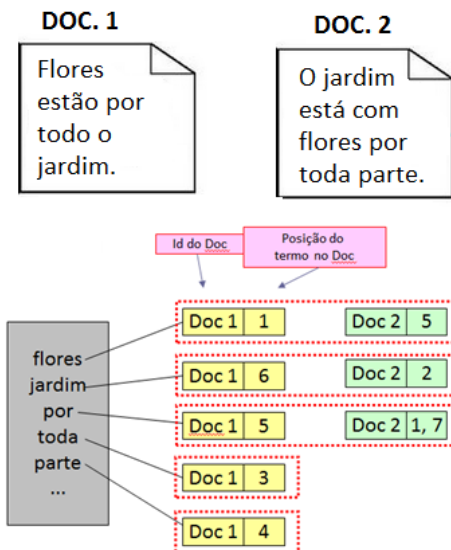 DOC. 1
Flores
estão por
todo o
jardim.
DOC. 2
O jardim
está com
flores por
toda parte.
Id do Doc
Posição do
termo no Doc
flores
jardim
por
toda
parte
...
Doc 1 1 Doc 2 5
Doc 1 6 Doc 2 2
Doc 1 5 Doc 2 1, 7
Doc 1 3
Doc 1 4